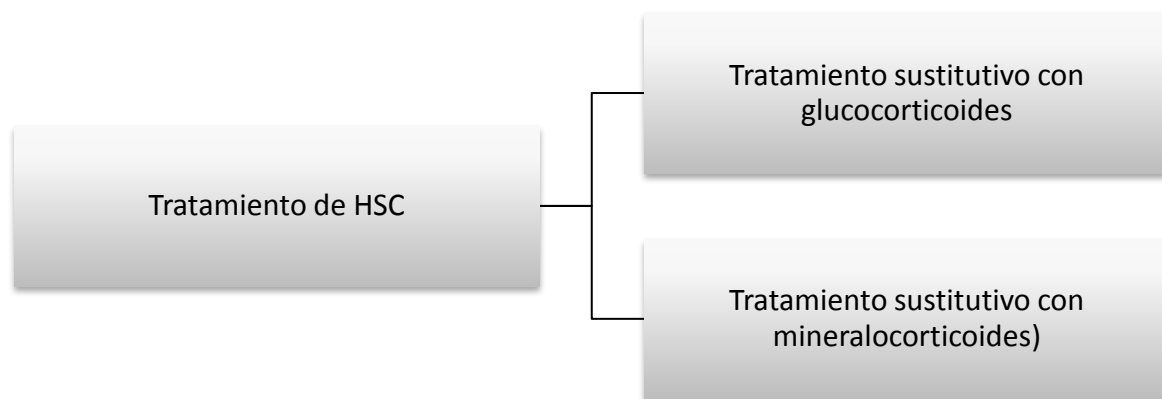 Tratamiento de HSC
Tratamiento sustitutivo con
glucocorticoides
Tratamiento sustitutivo con
mineralocorticoides)